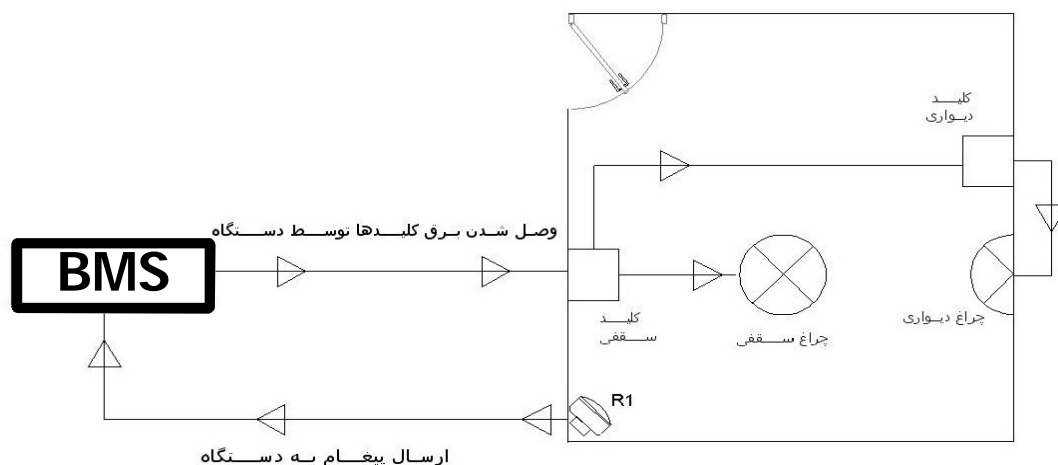 کلید
دیواری
وصل شدن برق کلیدها توسط دستگاه
BMS
کلید
سقفی
چراغ سقفی
چراغ دیواری
R1
ارسال پیغام به دستگاه